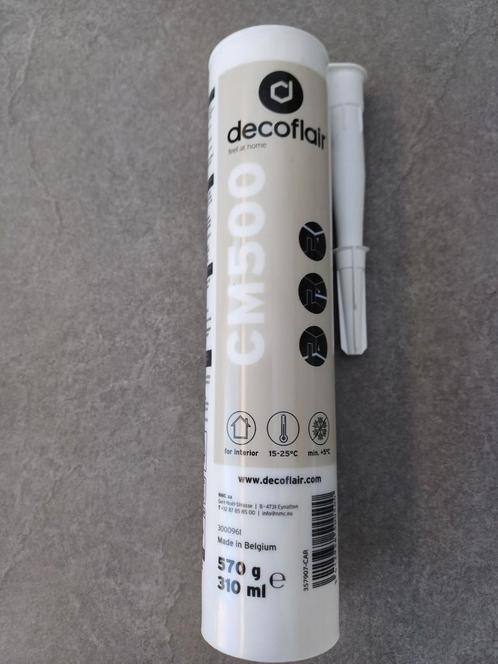 d
decoflair
feel at home
CM500
for interior
15-25°C
min. +5°C
www.decoflair.com
NMC sa
Gert-Noël-Strasse | B-4731 Eynatten
T +32 87 85 85 00 | info@nmc.eu
3000961
Made in Belgium
570 g
310 ml e
357907-CAR